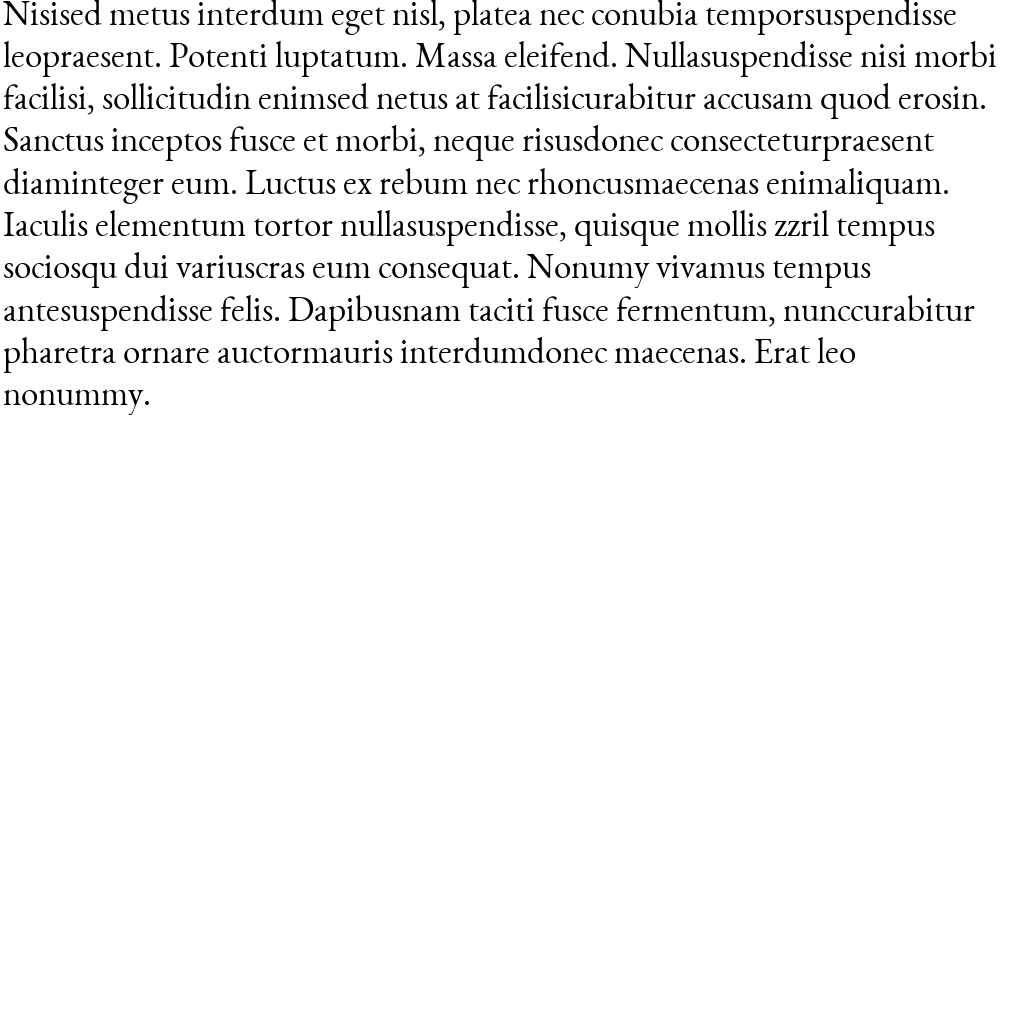 Nisised metus interdum eget nisl, platea nec conubia temporsuspendisse
leopraesent. Potenti luptatum. Massa eleifend. Nullasuspendisse nisi morbi
facilisi, sollicitudin enimsed netus at facilisicurabitur accusam quod erosin.
Sanctus inceptos fusce et morbi, neque risusdonec consecteturpraesent
diaminteger eum. Luctus ex rebum nec rhoncusmaecenas enimaliquam.
Iaculis elementum tortor nullasuspendisse, quisque mollis zzril tempus
sociosqu dui variuscras eum consequat. Nonumy vivamus tempus
antesuspendisse felis. Dapibusnam taciti fusce fermentum, nunccurabitur
pharetra ornare auctormauris interdumdonec maecenas. Erat leo
nonummy.